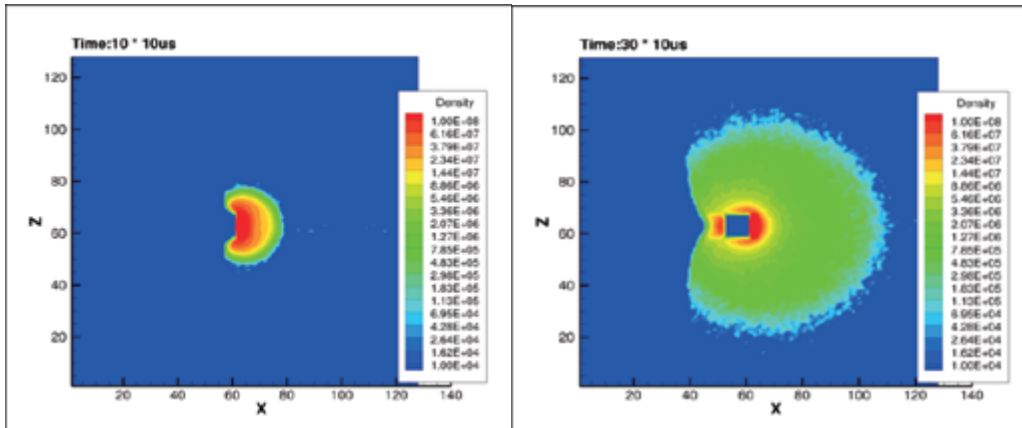 Time:10 * 10us
Density
1.00E+08
6.16E+07
3.79E+07
2.34E+07
1.44E+07
8.86E+06
5.46E+06
3.36E+06
2.07E+06
1.27E+06
7.85E+05
4.83E+05
2.98E+05
1.83E+05
1.13E+05
6.95E+04
4.28E+04
2.64E+04
1.62E+04
1.00E+04
120
100
80
60
40
20
Z
20 40 60 80 100 120 140
X
Time:30 * 10us
Density
1.00E+08
6.16E+07
3.79E+07
2.34E+07
1.44E+07
8.86E+06
5.46E+06
3.36E+06
2.07E+06
1.27E+06
7.85E+05
4.83E+05
2.98E+05
1.83E+05
1.13E+05
6.95E+04
4.28E+04
2.64E+04
1.62E+04
1.00E+04
120
100
80
60
40
20
Z
20 40 60 80 100 120 140
X